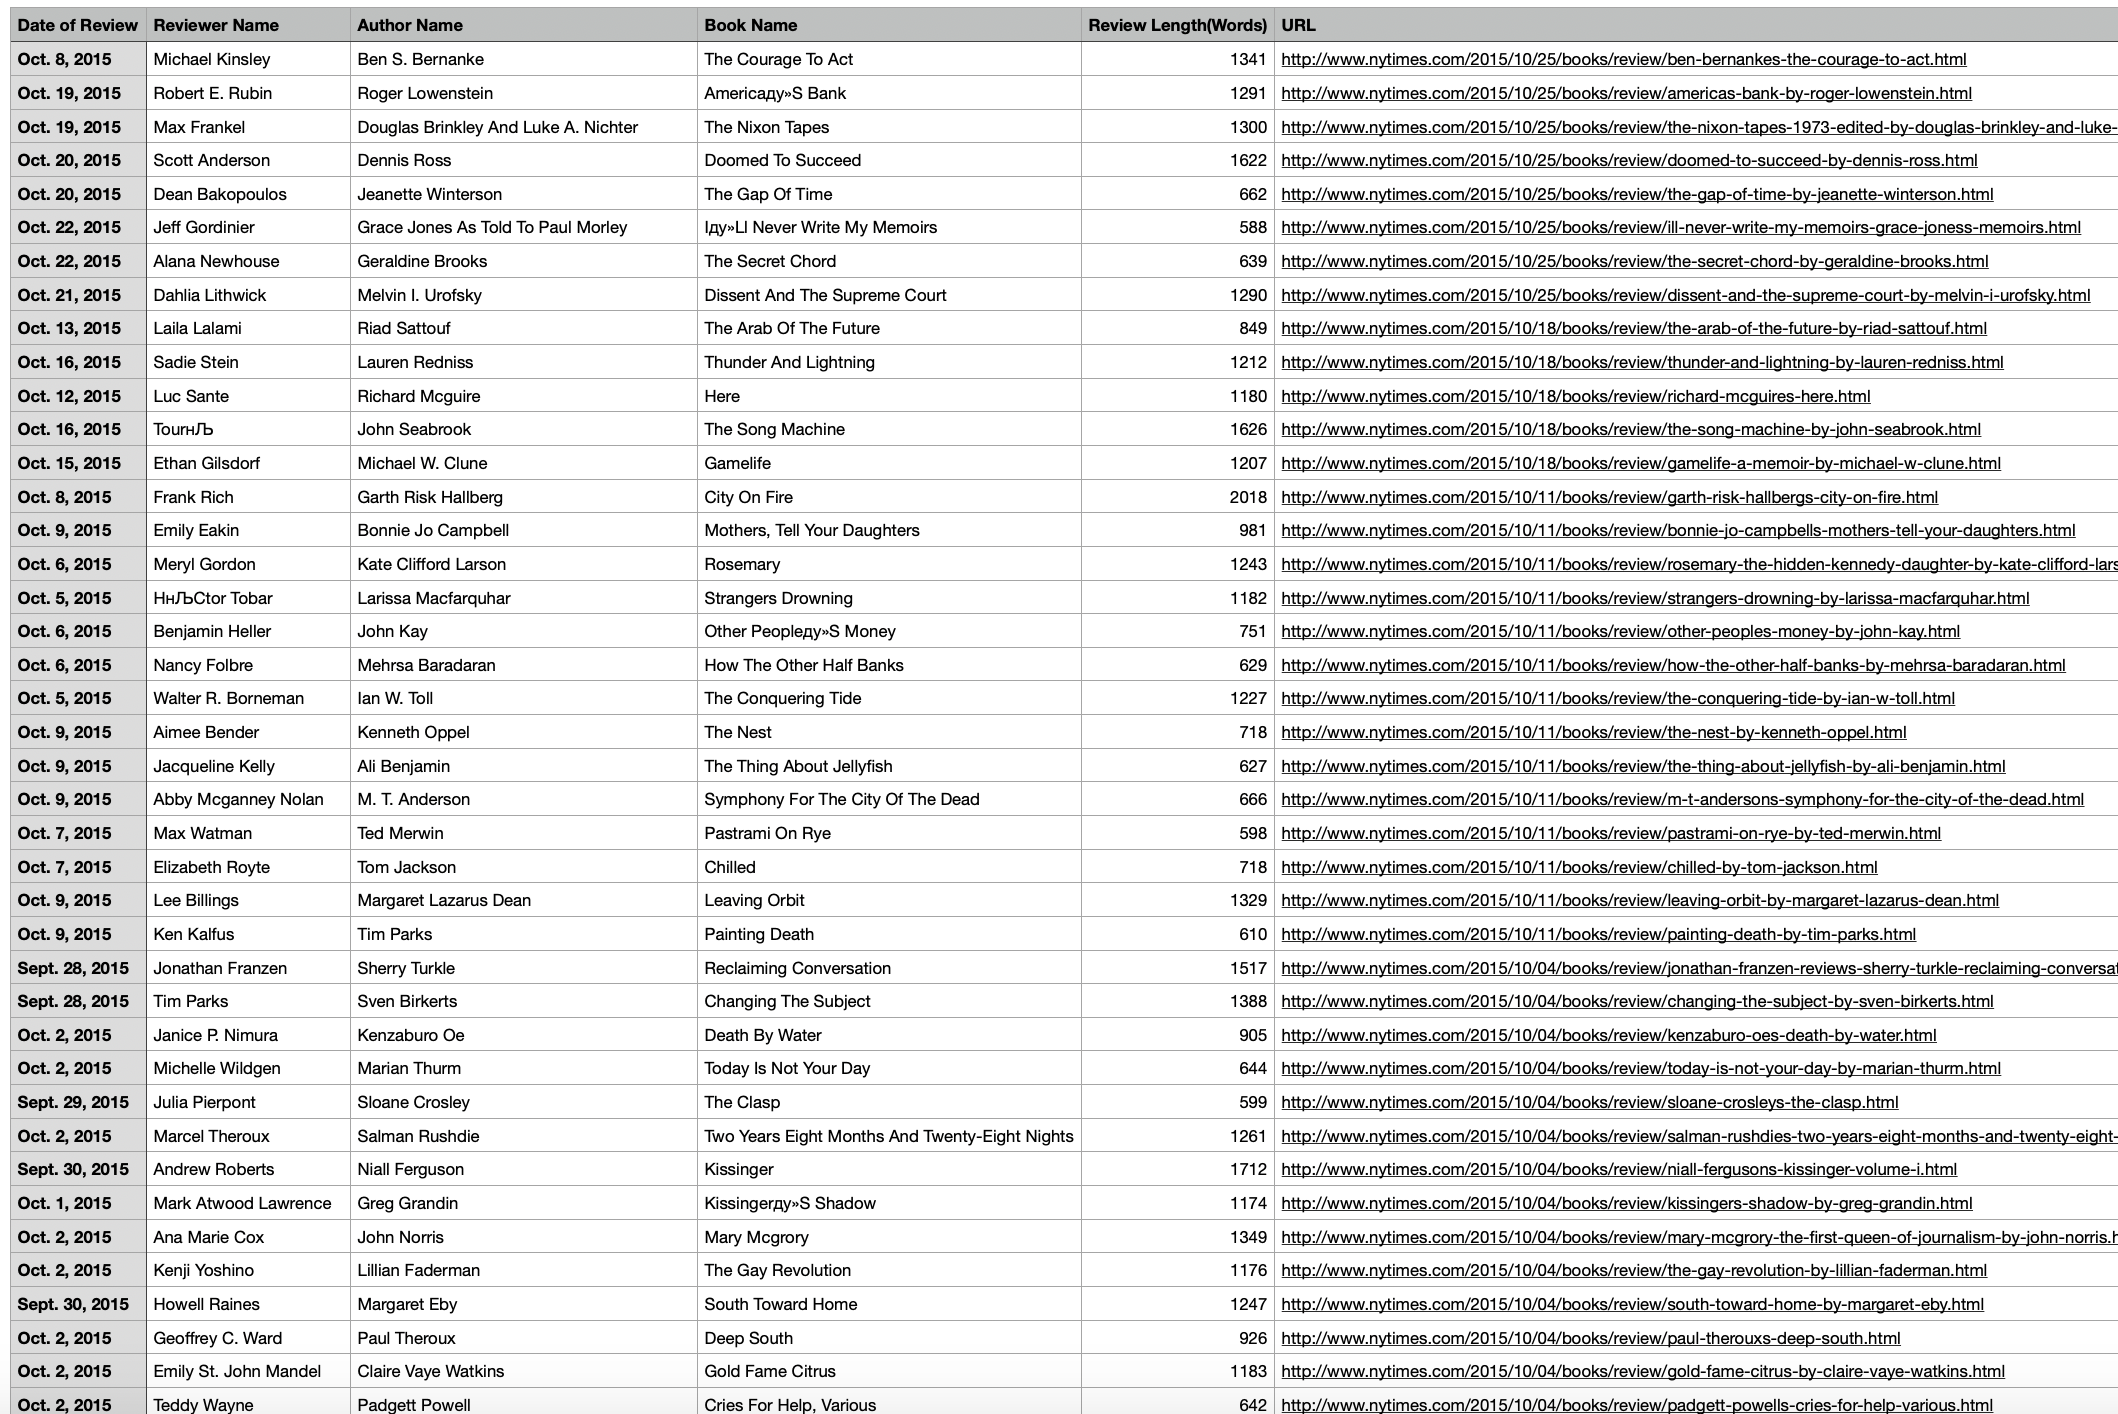 Date of Review Reviewer Name Author Name Book Name Review Length(Words) URL
Oct. 8, 2015 Michael Kinsley Ben S. Bernanke The Courage To Act 1341 http://www.nytimes.com/2015/10/25/books/review/ben-bernankes-the-courage-to-act.html
Oct. 19, 2015 Robert E. Rubin Roger Lowenstein Americaду»S Bank 1291 http://www.nytimes.com/2015/10/25/books/review/americas-bank-by-roger-lowenstein.html
Oct. 19, 2015 Max Frankel Douglas Brinkley And Luke A. Nichter The Nixon Tapes 1300 http://www.nytimes.com/2015/10/25/books/review/the-nixon-tapes-1973-edited-by-douglas-brinkley-and-luke-
Oct. 20, 2015 Scott Anderson Dennis Ross Doomed To Succeed 1622 http://www.nytimes.com/2015/10/25/books/review/doomed-to-succeed-by-dennis-ross.html
Oct. 20, 2015 Dean Bakopoulos Jeanette Winterson The Gap Of Time 662 http://www.nytimes.com/2015/10/25/books/review/the-gap-of-time-by-jeanette-winterson.html
Oct. 22, 2015 Jeff Gordinier Grace Jones As Told To Paul Morley Iду»Ll Never Write My Memoirs 588 http://www.nytimes.com/2015/10/25/books/review/ill-never-write-my-memoirs-grace-joness-memoirs.html
Oct. 22, 2015 Alana Newhouse Geraldine Brooks The Secret Chord 639 http://www.nytimes.com/2015/10/25/books/review/the-secret-chord-by-geraldine-brooks.html
Oct. 21, 2015 Dahlia Lithwick Melvin I. Urofsky Dissent And The Supreme Court 1290 http://www.nytimes.com/2015/10/25/books/review/dissent-and-the-supreme-court-by-melvin-i-urofsky.html
Oct. 13, 2015 Laila Lalami Riad Sattouf The Arab Of The Future 849 http://www.nytimes.com/2015/10/18/books/review/the-arab-of-the-future-by-riad-sattouf.html
Oct. 16, 2015 Sadie Stein Lauren Redniss Thunder And Lightning 1212 http://www.nytimes.com/2015/10/18/books/review/thunder-and-lightning-by-lauren-redniss.html
Oct. 12, 2015 Luc Sante Richard Mcguire Here 1180 http://www.nytimes.com/2015/10/18/books/review/richard-mcguires-here.html
Oct. 16, 2015 TourнЉ John Seabrook The Song Machine 1626 http://www.nytimes.com/2015/10/18/books/review/the-song-machine-by-john-seabrook.html
Oct. 15, 2015 Ethan Gilsdorf Michael W. Clune Gamelife 1207 http://www.nytimes.com/2015/10/18/books/review/gamelife-a-memoir-by-michael-w-clune.html
Oct. 8, 2015 Frank Rich Garth Risk Hallberg City On Fire 2018 http://www.nytimes.com/2015/10/11/books/review/garth-risk-hallbergs-city-on-fire.html
Oct. 9, 2015 Emily Eakin Bonnie Jo Campbell Mothers, Tell Your Daughters 981 http://www.nytimes.com/2015/10/11/books/review/bonnie-jo-campbells-mothers-tell-your-daughters.html
Oct. 6, 2015 Meryl Gordon Kate Clifford Larson Rosemary 1243 http://www.nytimes.com/2015/10/11/books/review/rosemary-the-hidden-kennedy-daughter-by-kate-clifford-lars
Oct. 5, 2015 HнЉCtor Tobar Larissa Macfarquhar Strangers Drowning 1182 http://www.nytimes.com/2015/10/11/books/review/strangers-drowning-by-larissa-macfarquhar.html
Oct. 6, 2015 Benjamin Heller John Kay Other Peopleду»S Money 751 http://www.nytimes.com/2015/10/11/books/review/other-peoples-money-by-john-kay.html
Oct. 6, 2015 Nancy Folbre Mehrsa Baradaran How The Other Half Banks 629 http://www.nytimes.com/2015/10/11/books/review/how-the-other-half-banks-by-mehrsa-baradaran.html
Oct. 5, 2015 Walter R. Borneman Ian W. Toll The Conquering Tide 1227 http://www.nytimes.com/2015/10/11/books/review/the-conquering-tide-by-ian-w-toll.html
Oct. 9, 2015 Aimee Bender Kenneth Oppel The Nest 718 http://www.nytimes.com/2015/10/11/books/review/the-nest-by-kenneth-oppel.html
Oct. 9, 2015 Jacqueline Kelly Ali Benjamin The Thing About Jellyfish 627 http://www.nytimes.com/2015/10/11/books/review/the-thing-about-jellyfish-by-ali-benjamin.html
Oct. 9, 2015 Abby Mcganney Nolan M. T. Anderson Symphony For The City Of The Dead 666 http://www.nytimes.com/2015/10/11/books/review/m-t-andersons-symphony-for-the-city-of-the-dead.html
Oct. 7, 2015 Max Watman Ted Merwin Pastrami On Rye 598 http://www.nytimes.com/2015/10/11/books/review/pastrami-on-rye-by-ted-merwin.html
Oct. 7, 2015 Elizabeth Royte Tom Jackson Chilled 718 http://www.nytimes.com/2015/10/11/books/review/chilled-by-tom-jackson.html
Oct. 9, 2015 Lee Billings Margaret Lazarus Dean Leaving Orbit 1329 http://www.nytimes.com/2015/10/11/books/review/leaving-orbit-by-margaret-lazarus-dean.html
Oct. 9, 2015 Ken Kalfus Tim Parks Painting Death 610 http://www.nytimes.com/2015/10/11/books/review/painting-death-by-tim-parks.html
Sept. 28, 2015 Jonathan Franzen Sherry Turkle Reclaiming Conversation 1517 http://www.nytimes.com/2015/10/04/books/review/jonathan-franzen-reviews-sherry-turkle-reclaiming-conversat
Sept. 28, 2015 Tim Parks Sven Birkerts Changing The Subject 1388 http://www.nytimes.com/2015/10/04/books/review/changing-the-subject-by-sven-birkerts.html
Oct. 2, 2015 Janice P. Nimura Kenzaburo Oe Death By Water 905 http://www.nytimes.com/2015/10/04/books/review/kenzaburo-oes-death-by-water.html
Oct. 2, 2015 Michelle Wildgen Marian Thurm Today Is Not Your Day 644 http://www.nytimes.com/2015/10/04/books/review/today-is-not-your-day-by-marian-thurm.html
Sept. 29, 2015 Julia Pierpont Sloane Crosley The Clasp 599 http://www.nytimes.com/2015/10/04/books/review/sloane-crosleys-the-clasp.html
Oct. 2, 2015 Marcel Theroux Salman Rushdie Two Years Eight Months And Twenty-Eight Nights 1261 http://www.nytimes.com/2015/10/04/books/review/salman-rushdies-two-years-eight-months-and-twenty-eight-
Sept. 30, 2015 Andrew Roberts Niall Ferguson Kissinger 1712 http://www.nytimes.com/2015/10/04/books/review/niall-fergusons-kissinger-volume-i.html
Oct. 1, 2015 Mark Atwood Lawrence Greg Grandin Kissingerду»S Shadow 1174 http://www.nytimes.com/2015/10/04/books/review/kissingers-shadow-by-greg-grandin.html
Oct. 2, 2015 Ana Marie Cox John Norris Mary Mcgrory 1349 http://www.nytimes.com/2015/10/04/books/review/mary-mcgrory-the-first-queen-of-journalism-by-john-norris.h
Oct. 2, 2015 Kenji Yoshino Lillian Faderman The Gay Revolution 1176 http://www.nytimes.com/2015/10/04/books/review/the-gay-revolution-by-lillian-faderman.html
Sept. 30, 2015 Howell Raines Margaret Eby South Toward Home 1247 http://www.nytimes.com/2015/10/04/books/review/south-toward-home-by-margaret-eby.html
Oct. 2, 2015 Geoffrey C. Ward Paul Theroux Deep South 926 http://www.nytimes.com/2015/10/04/books/review/paul-therouxs-deep-south.html
Oct. 2, 2015 Emily St. John Mandel Claire Vaye Watkins Gold Fame Citrus 1183 http://www.nytimes.com/2015/10/04/books/review/gold-fame-citrus-by-claire-vaye-watkins.html
Oct. 2, 2015 Teddy Wayne Padgett Powell Cries For Help, Various 642 http://www.nytimes.com/2015/10/04/books/review/padgett-powells-cries-for-help-various.html